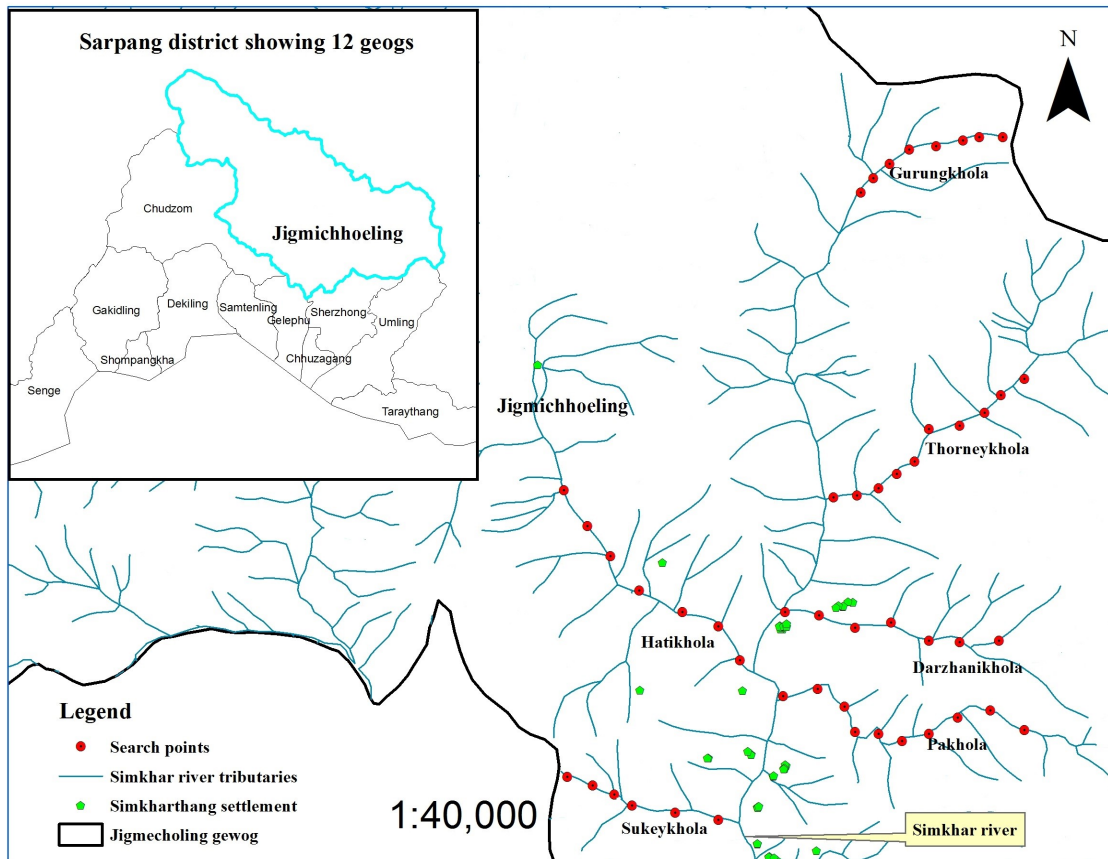 Sarpang district showing 12 geogs
Chudzom
Jigmichhoeling
Gakidling
Dekiling
Samtenling
Gelephu
Sherzhong
Umling
Shompangkha
Chhuzagang
Senge
Taraythang
N
Gurungkhola
Jigmichhoeling
Thorneykhola
Hatikhola
Darzhanikhola
Pakhola
Sukeykhola
Simkhar river
Legend
Search points
Simkhar river tributaries
Simkharthang settlement
Jigmecholing gewog
1:40,000